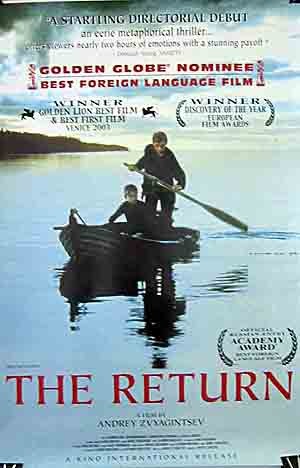 "A STARTLING DIRECTORIAL DEBUT
an eerie metaphorical thriller...
viewers nearly two hours of emotions with a stunning payoff"
GOLDEN GLOBE NOMINEE
BEST FOREIGN LANGUAGE FILM
WINNER
GOLDEN LION BEST FILM
& BEST FIRST FILM
VENICE 2003
WINNER
DISCOVERY OF THE YEAR
EUROPEAN
FILM AWARDS
OFFICIAL
RUSSIAN ENTRY
ACADEMY
AWARD
BEST FOREIGN
LANGUAGE FILM
THE RETURN
A FILM BY
ANDREY ZVYAGINTSEV
A KINO INTERNATIONAL RELEASE